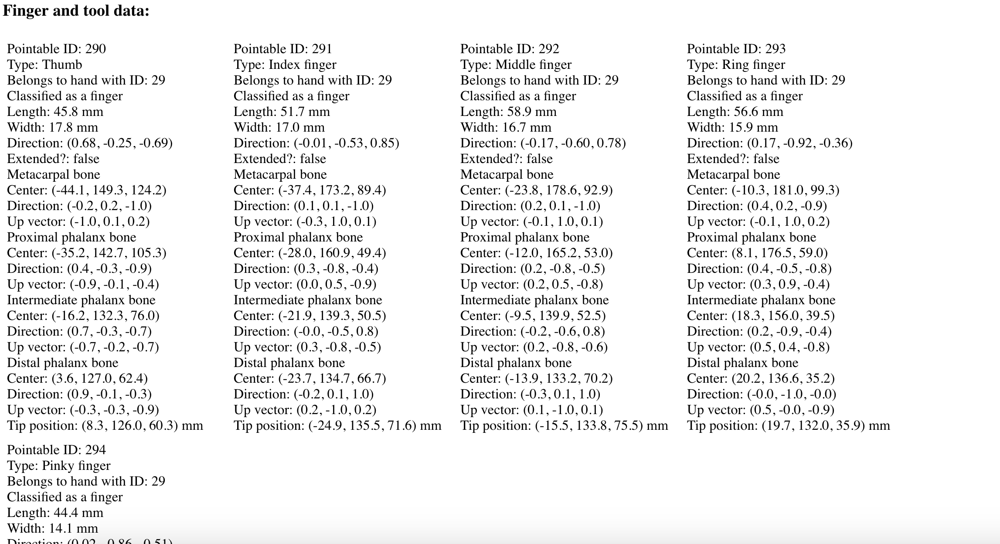 Finger and tool data:
Pointable ID: 290
Type: Thumb
Belongs to hand with ID: 29
Classified as a finger
Length: 45.8 mm
Width: 17.8 mm
Direction: (0.68, -0.25, -0.69)
Extended?: false
Metacarpal bone
Center: (-44.1, 149.3, 124.2)
Direction: (-0.2, 0.2, -1.0)
Up vector: (-1.0, 0.1, 0.2)
Proximal phalanx bone
Center: (-35.2, 142.7, 105.3)
Direction: (0.4, -0.3, -0.9)
Up vector: (-0.9, -0.1, -0.4)
Intermediate phalanx bone
Center: (-16.2, 132.3, 76.0)
Direction: (0.7, -0.3, -0.7)
Up vector: (-0.7, -0.2, -0.7)
Distal phalanx bone
Center: (3.6, 127.0, 62.4)
Direction: (0.9, -0.1, -0.3)
Up vector: (-0.3, -0.3, -0.9)
Tip position: (8.3, 126.0, 60.3) mm
Pointable ID: 291
Type: Index finger
Belongs to hand with ID: 29
Classified as a finger
Length: 51.7 mm
Width: 17.0 mm
Direction: (-0.01, -0.53, 0.85)
Extended?: false
Metacarpal bone
Center: (-37.4, 173.2, 89.4)
Direction: (0.1, 0.1, -1.0)
Up vector: (-0.3, 1.0, 0.1)
Proximal phalanx bone
Center: (-28.0, 160.9, 49.4)
Direction: (0.3, -0.8, -0.4)
Up vector: (0.0, 0.5, -0.9)
Intermediate phalanx bone
Center: (-21.9, 139.3, 50.5)
Direction: (-0.0, -0.5, 0.8)
Up vector: (0.3, -0.8, -0.5)
Distal phalanx bone
Center: (-23.7, 134.7, 66.7)
Direction: (-0.2, 0.1, 1.0)
Up vector: (0.2, -1.0, 0.2)
Tip position: (-24.9, 135.5, 71.6) mm
Pointable ID: 292
Type: Middle finger
Belongs to hand with ID: 29
Classified as a finger
Length: 58.9 mm
Width: 16.7 mm
Direction: (-0.17, -0.60, 0.78)
Extended?: false
Metacarpal bone
Center: (-23.8, 178.6, 92.9)
Direction: (0.2, 0.1, -1.0)
Up vector: (-0.1, 1.0, 0.1)
Proximal phalanx bone
Center: (-12.0, 165.2, 53.0)
Direction: (0.2, -0.8, -0.5)
Up vector: (0.2, 0.5, -0.8)
Intermediate phalanx bone
Center: (-9.5, 139.9, 52.5)
Direction: (-0.2, -0.6, 0.8)
Up vector: (0.2, -0.8, -0.6)
Distal phalanx bone
Center: (-13.9, 133.2, 70.2)
Direction: (-0.3, 0.1, 1.0)
Up vector: (0.1, -1.0, 0.1)
Tip position: (-15.5, 133.8, 75.5) mm
Pointable ID: 293
Type: Ring finger
Belongs to hand with ID: 29
Classified as a finger
Length: 56.6 mm
Width: 15.9 mm
Direction: (0.17, -0.92, -0.36)
Extended?: false
Metacarpal bone
Center: (-10.3, 181.0, 99.3)
Direction: (0.4, 0.2, -0.9)
Up vector: (-0.1, 1.0, 0.2)
Proximal phalanx bone
Center: (8.1, 176.5, 59.0)
Direction: (0.4, -0.5, -0.8)
Up vector: (0.3, 0.9, -0.4)
Intermediate phalanx bone
Center: (18.3, 156.0, 39.5)
Direction: (0.2, -0.9, -0.4)
Up vector: (0.5, 0.4, -0.8)
Distal phalanx bone
Center: (20.2, 136.6, 35.2)
Direction: (-0.0, -1.0, -0.0)
Up vector: (0.5, -0.0, -0.9)
Tip position: (19.7, 132.0, 35.9) mm
Pointable ID: 294
Type: Pinky finger
Belongs to hand with ID: 29
Classified as a finger
Length: 44.4 mm
Width: 14.1 mm
Direction: